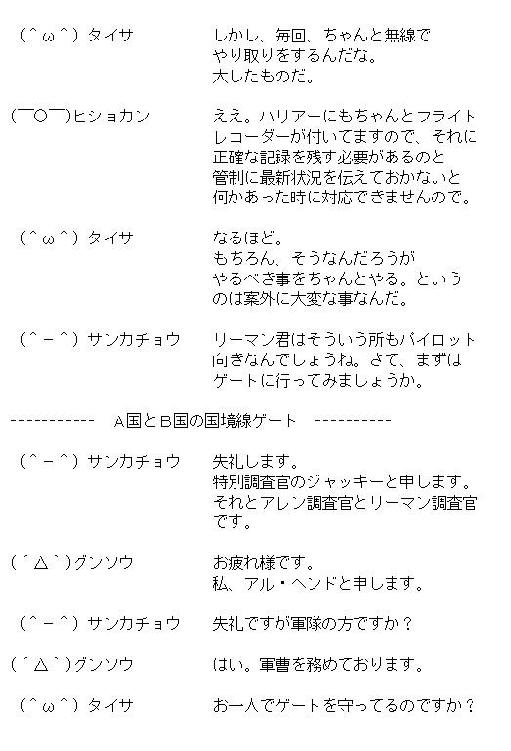 (＾ω＾) タイサ　しかし、毎回、ちゃんと無線で
やり取りをするんだな。
大したものだ。
(￣○￣)ヒショカン　ええ。ハリアーにもちゃんとフライト
レコーダーが付いてますので、それに
正確な記録を残す必要があるのと
管制に最新状況を伝えておかないと
何かあった時に対応できませんので。
(＾ω＾) タイサ　なるほど。
もちろん、そうなんだろうが
やるべき事をちゃんとやる。という
のは案外に大変な事なんだ。
(＾－＾) サンカチョウ　リーマン君はそういう所もパイロット
向きなんでしょうね。さて、まずは
ゲートに行ってみましょうか。
-----------　Ａ国とＢ国の国境線ゲート　----------
(＾－＾) サンカチョウ　失礼します。
特別調査官のジャッキーと申します。
それとアレン調査官とリーマン調査官
です。
(´△｀)グンソウ　お疲れ様です。
私、アル・ヘンドと申します。
(＾－＾) サンカチョウ　失礼ですが軍隊の方ですか？
(´△｀)グンソウ　はい。軍曹を務めております。
(＾ω＾) タイサ　お一人でゲートを守ってるのですか？